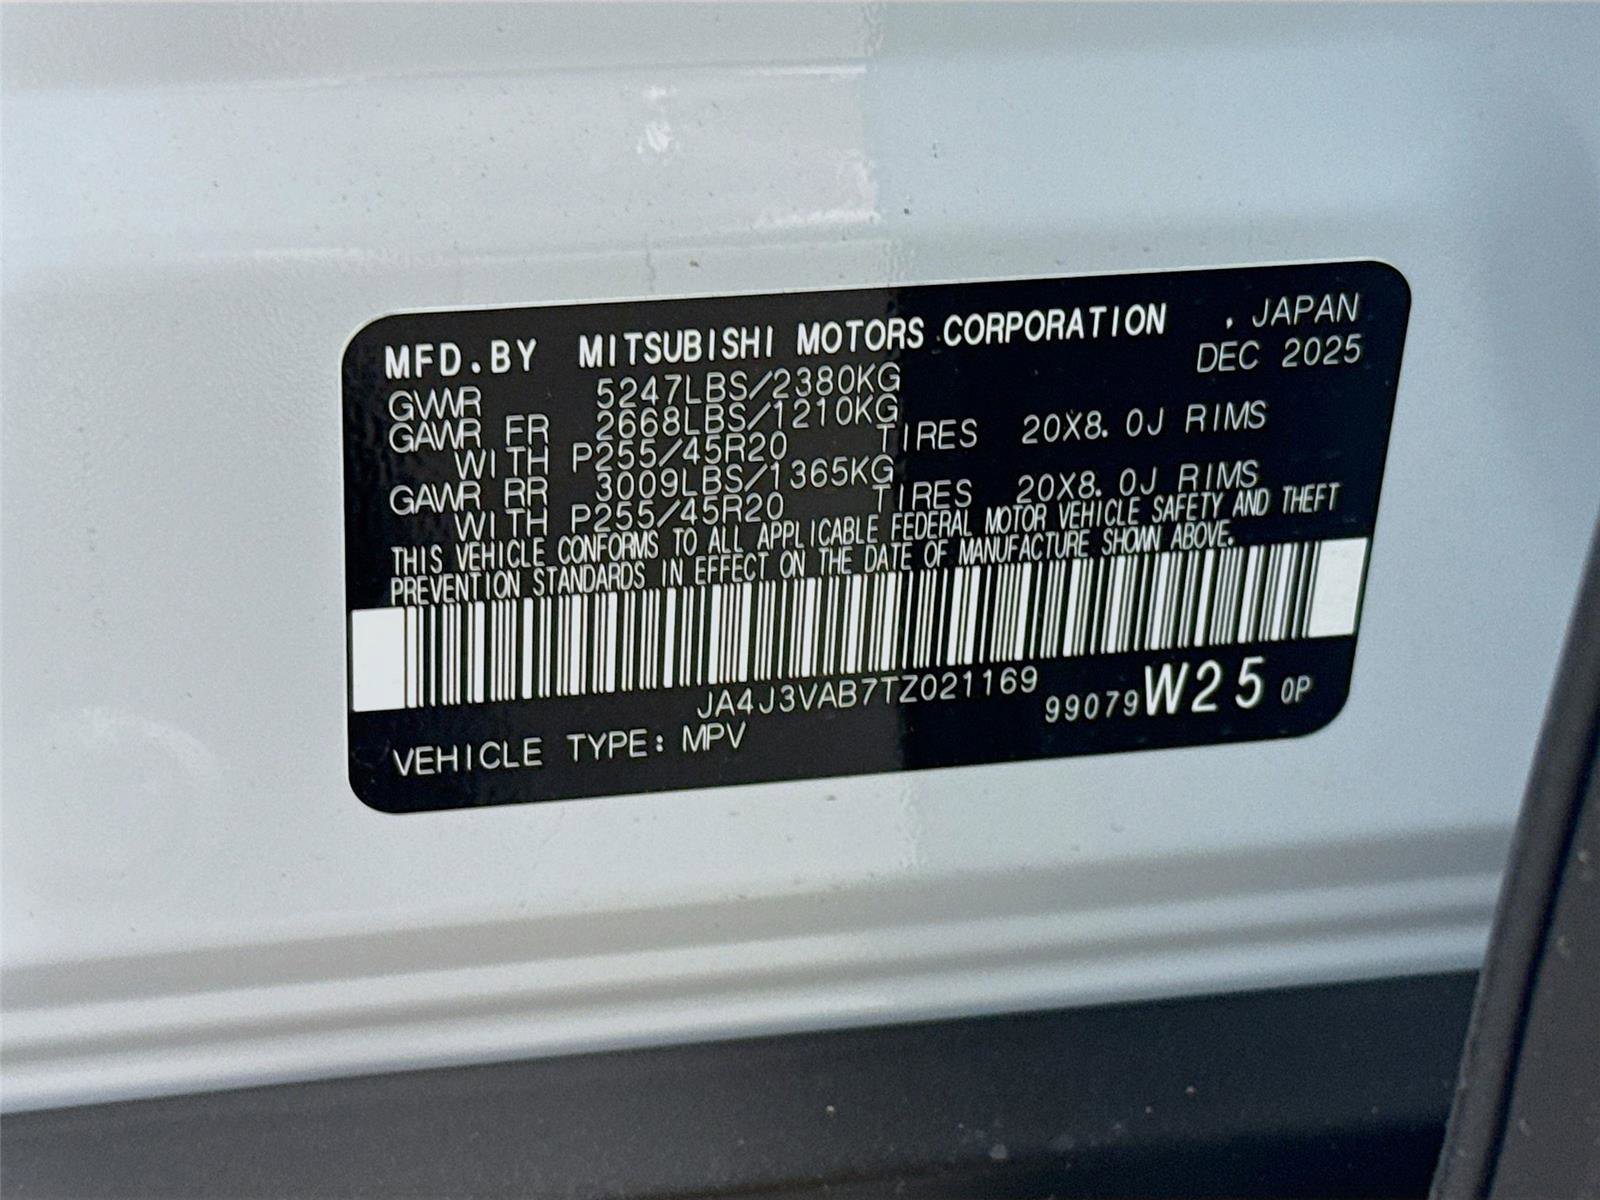 MFD.BY MITSUBISHI MOTORS CORPORATION , JAPAN
DEC 2025
GVWR 5247LBS/2380KG
GAWR FR 2668LBS/1210KG
WITH P255/45R20 TIRES 20X8.0J RIMS
GAWR RR 3009LBS/1365KG
WITH P255/45R20 TIRES 20X8.0J RIMS
THIS VEHICLE CONFORMS TO ALL APPLICABLE FEDERAL MOTOR VEHICLE SAFETY AND THEFT
PREVENTION STANDARDS IN EFFECT ON THE DATE OF MANUFACTURE SHOWN ABOVE.
JA4J3VAB7TZ021169
99079 W25 0P
VEHICLE TYPE: MPV